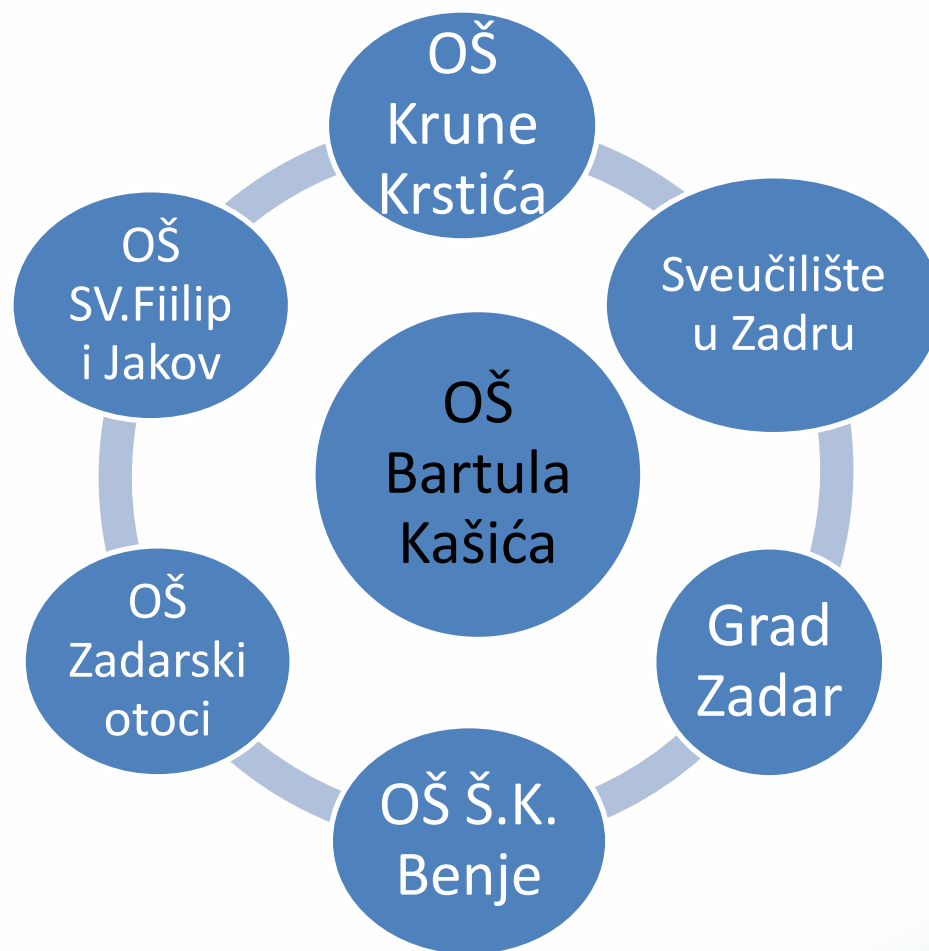 OŠ
Krune
Krstića
Sveučilište
u Zadru
Grad
Zadar
OŠ Š.K.
Benje
OŠ
Zadarski
otoci
OŠ
SV.Fiilip
i Jakov
OŠ
Bartula
Kašića